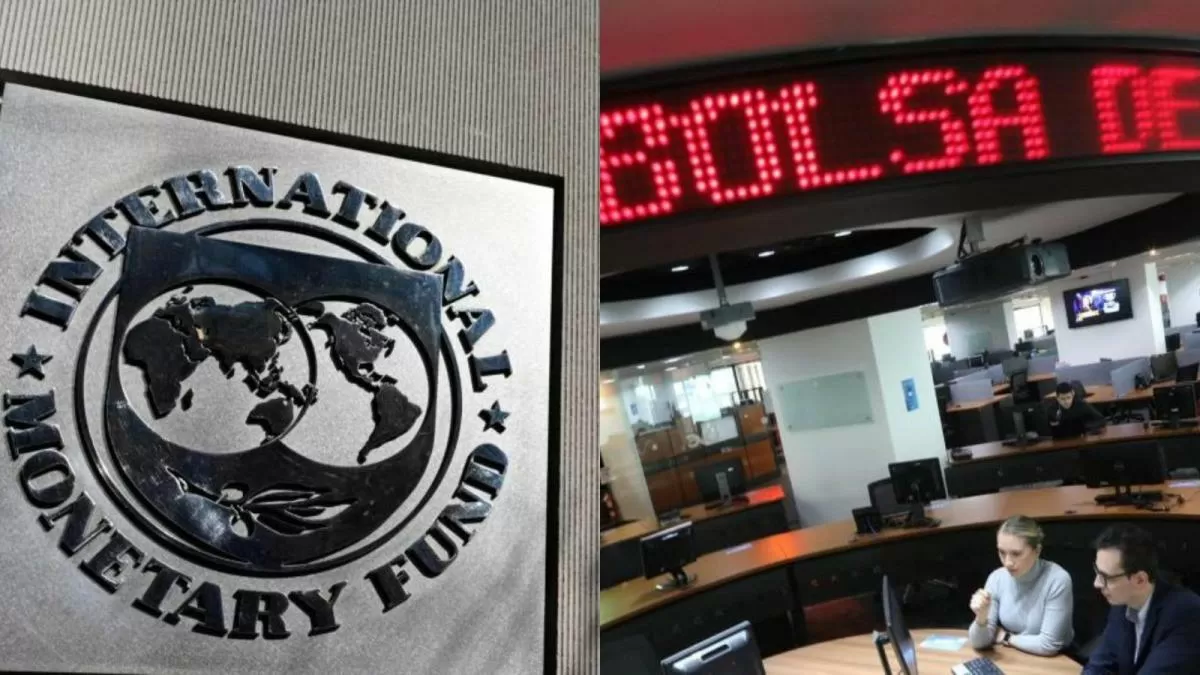 INTERNATIONAL
MONETARY FUND
BOLSA DE